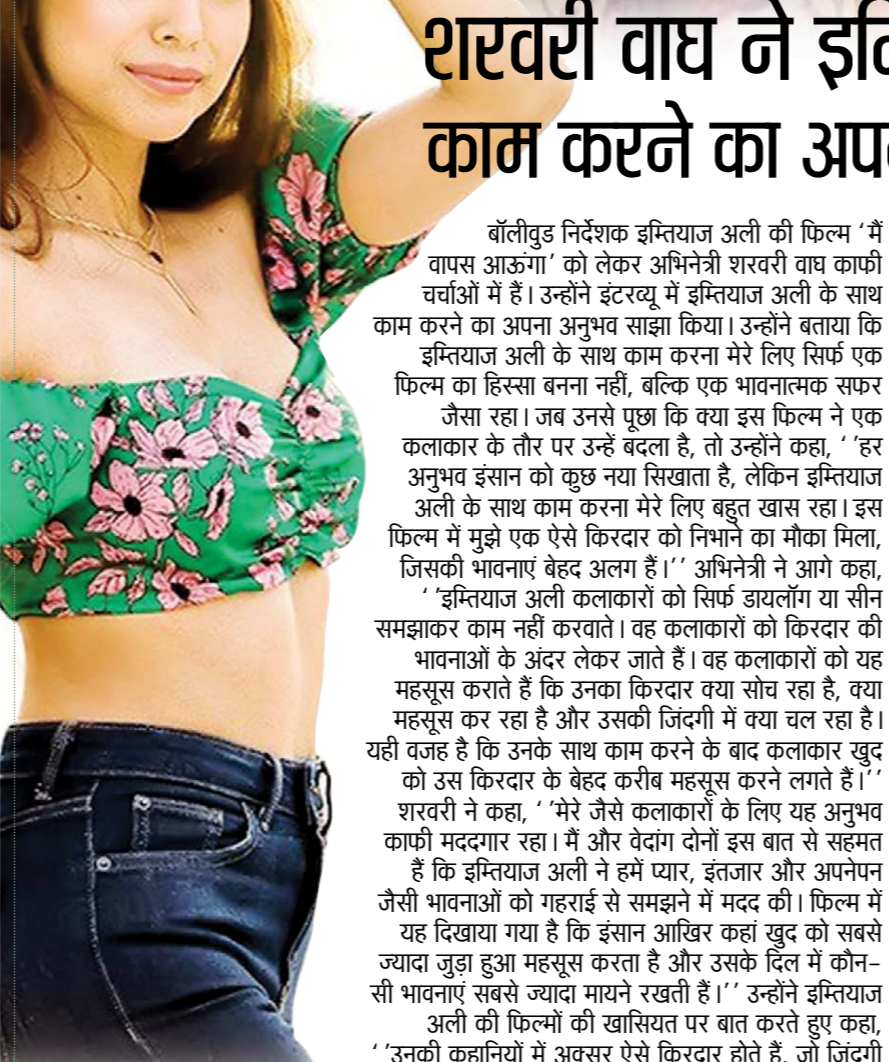 शरवरी वाघ ने
काम करने का
बॉलीवुड निर्देशक इम्तियाज अली की फिल्म ‘मैं
वापस आऊंगा’ को लेकर अभिनेत्री शरवरी वाघ काफी
चर्चाओं में हैं। उन्होंने इंटरव्यू में इम्तियाज अली के साथ
काम करने का अपना अनुभव साझा किया। उन्होंने बताया कि
इम्तियाज अली के साथ काम करना मेरे लिए सिर्फ एक
फिल्म का हिस्सा बनना नहीं, बल्कि एक भावनात्मक सफर
जैसा रहा। जब उनसे पूछा कि क्या इस फिल्म ने एक
कलाकार के तौर पर उन्हें बदला है, तो उन्होंने कहा, ‘’हर
अनुभव इंसान को कुछ नया सिखाता है, लेकिन इम्तियाज
अली के साथ काम करना मेरे लिए बहुत खास रहा। इस
फिल्म में मुझे एक ऐसे किरदार को निभाने का मौका मिला,
जिसकी भावनाएं बेहद अलग हैं।’’ अभिनेत्री ने आगे कहा,
‘’इम्तियाज अली कलाकारों को सिर्फ डायलॉग या सीन
समझाकर काम नहीं करवाते। वह कलाकारों को किरदार की
भावनाओं के अंदर लेकर जाते हैं। वह कलाकारों को यह
महसूस कराते हैं कि उनका किरदार क्या सोच रहा है, क्या
महसूस कर रहा है और उसकी जिंदगी में क्या चल रहा है।
यही वजह है कि उनके साथ काम करने के बाद कलाकार खुद
को उस किरदार के बेहद करीब महसूस करने लगते हैं।’’
शरवरी ने कहा, ‘’मेरे जैसे कलाकारों के लिए यह अनुभव
काफी मददगार रहा। मैं और वेदांग दोनों इस बात से सहमत
हैं कि इम्तियाज अली ने हमें प्यार, इंतजार और अपनेपन
जैसी भावनाओं को गहराई से समझने में मदद की। फिल्म में
यह दिखाया गया है कि इंसान आखिर कहां खुद को सबसे
ज्यादा जुड़ा हुआ महसूस करता है और उसके दिल में कौन-
सी भावनाएं सबसे ज्यादा मायने रखती हैं।’’ उन्होंने इम्तियाज
अली की फिल्मों की खासियत पर बात करते हुए कहा,
‘’उनकी कहानियों में अक्सर ऐसे किरदार होते हैं, जो जिंदगी